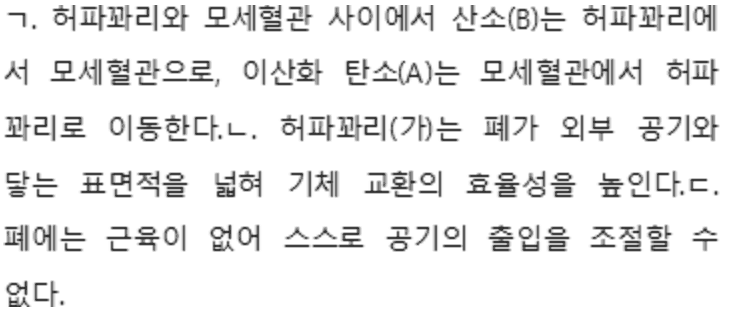 ㄱ. 허파꽈리와 모세혈관 사이에서 산소(B)는 허파꽈리에
서 모세혈관으로, 이산화 탄소(A)는 모세혈관에서 허파
꽈리로 이동한다.ㄴ. 허파꽈리(가)는 폐가 외부 공기와
닿는 표면적을 넓혀 기체 교환의 효율성을 높인다.ㄷ.
폐에는 근육이 없어 스스로 공기의 출입을 조절할 수
없다.